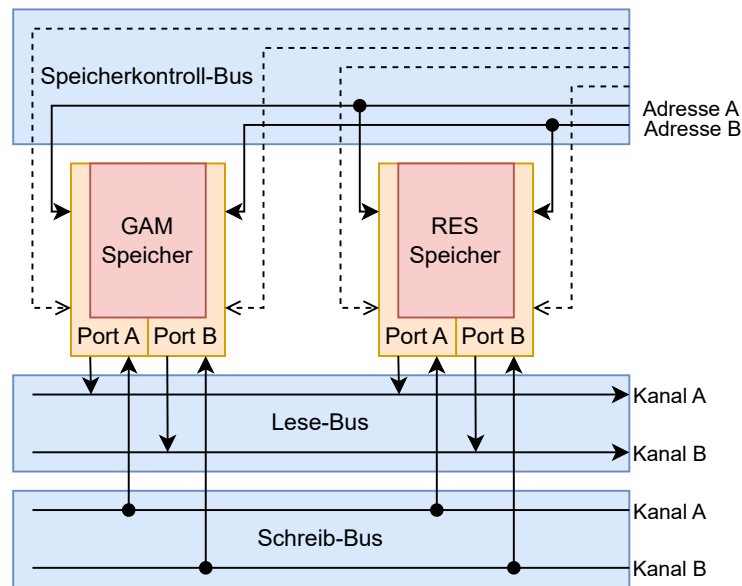 Speicherkontroll-Bus
Adresse A
Adresse B
GAM
Speicher
RES
Speicher
Port A Port B
Port A Port B
Kanal A
Lese-Bus
Kanal B
Kanal A
Schreib-Bus
Kanal B